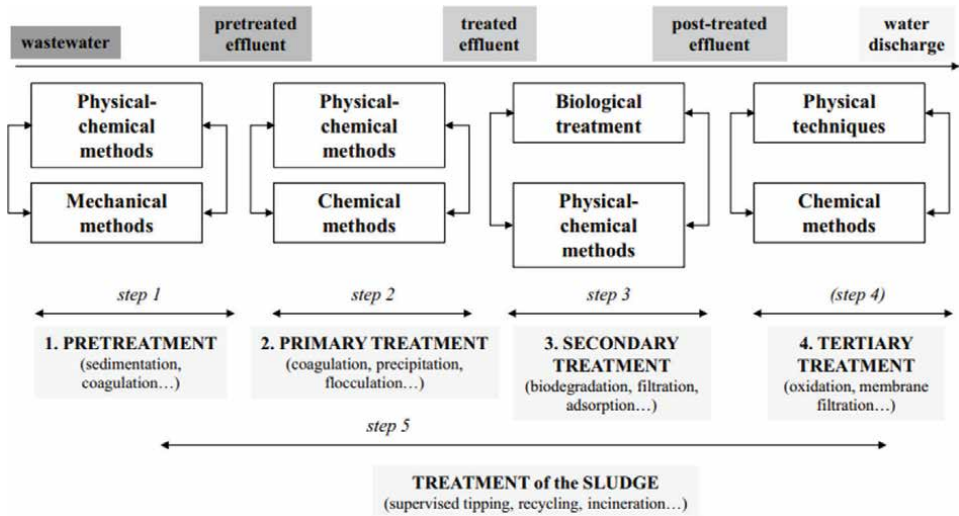 wastewater
pretreated
effluent
treated
effluent
post-treated
effluent
water
discharge
Physical-
chemical
methods
Mechanical
methods
Physical-
chemical
methods
Chemical
methods
Biological
treatment
Physical-
chemical
methods
Physical
techniques
Chemical
methods
step 1
step 2
step 3
(step 4)
1. PRETREATMENT
(sedimentation,
coagulation…)
2. PRIMARY TREATMENT
(coagulation, precipitation,
flocculation…)
3. SECONDARY
TREATMENT
(biodegradation, filtration,
adsorption…)
4. TERTIARY
TREATMENT
(oxidation, membrane
filtration…)
step 5
TREATMENT of the SLUDGE
(supervised tipping, recycling, incineration…)